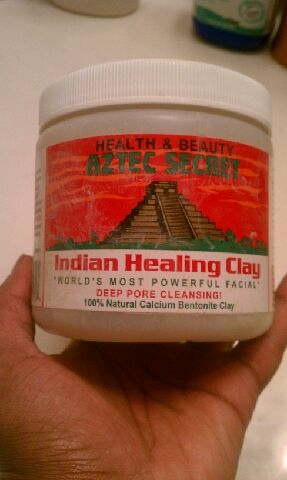 HEALTH & BEAUTY
AZTEC SECRET
Indian Healing Clay
"WORLD'S MOST POWERFUL FACIAL"
DEEP PORE CLEANSING!
100% Natural Calcium Bentonite Clay